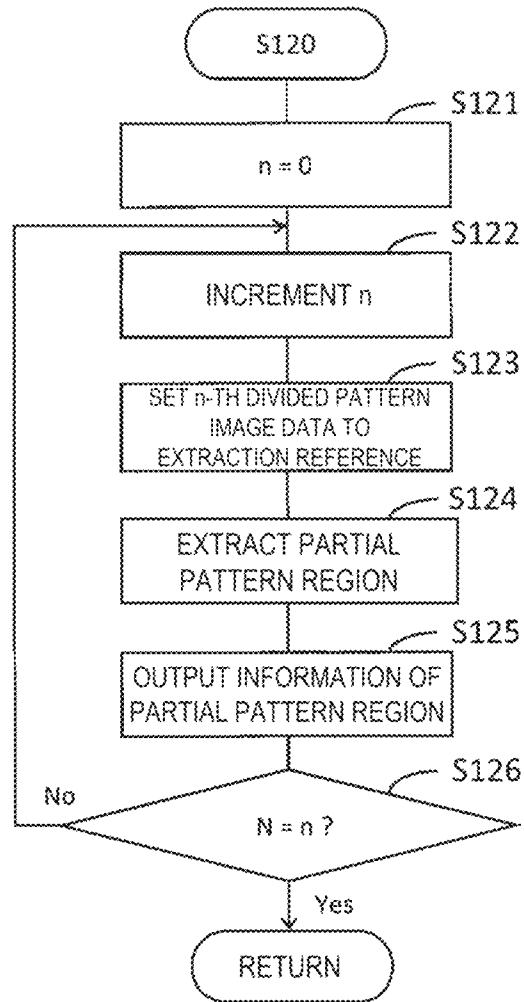 S120
S121
n = 0
S122
INCREMENT n
S123
SET n-TH DIVIDED PATTERN
IMAGE DATA TO
EXTRACTION REFERENCE
S124
EXTRACT PARTIAL
PATTERN REGION
S125
OUTPUT INFORMATION OF
PARTIAL PATTERN REGION
S126
No
N = n ?
Yes
RETURN